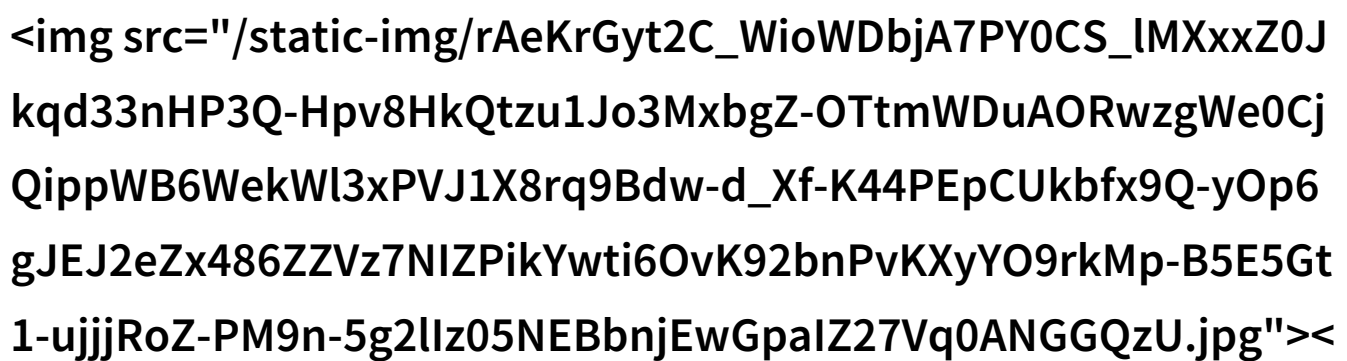 <img src="/static-img/rAeKrGyt2C_WioWDbjA7PY0CS_lMXxxZ0J
kqd33nHP3Q-Hpv8HkQtzu1Jo3MxbgZ-OTtmWDuAORwzgWe0Cj
QippWB6WekWl3xPVJ1X8rq9Bdw-d_Xf-K44PEpCUkbfx9Q-yOp6
gJEJ2eZx486ZZVz7NIZPikYwti6OvK92bnPvKXyYO9rkMp-B5E5Gt
1-ujjjRoZ-PM9n-5g2lIz05NEBbnjEwGpaIZ27Vq0ANGGQzU.jpg"><